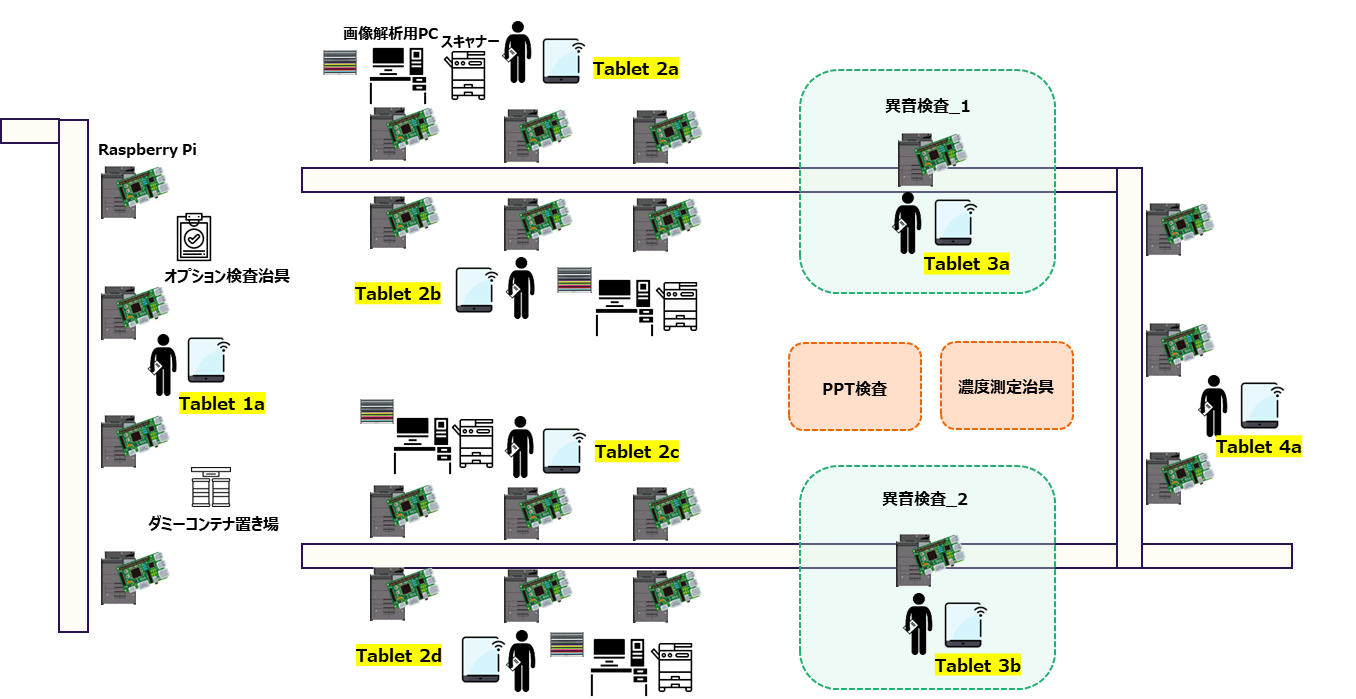 画像解析用PC
スキャナー
Tablet 2a
異音検査_1
Raspberry Pi
オプション検査治具
Tablet 3a
Tablet 2b
PPT検査
濃度測定治具
Tablet 1a
Tablet 4a
Tablet 2c
異音検査_2
ダミーコンテナ置き場
Tablet 2d
Tablet 3b